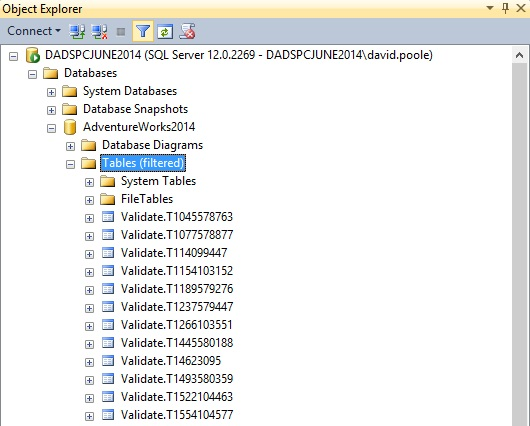 Object Explorer
Connect
DADSPCJUNE2014 (SQL Server 12.0.2269 - DADSPCJUNE2014\david.poole)
Databases
System Databases
Database Snapshots
AdventureWorks2014
Database Diagrams
Tables (filtered)
System Tables
FileTables
Validate.T1045578763
Validate.T1077578877
Validate.T114099447
Validate.T1154103152
Validate.T1189579276
Validate.T1237579447
Validate.T1266103551
Validate.T1445580188
Validate.T14623095
Validate.T1493580359
Validate.T1522104463
Validate.T1554104577